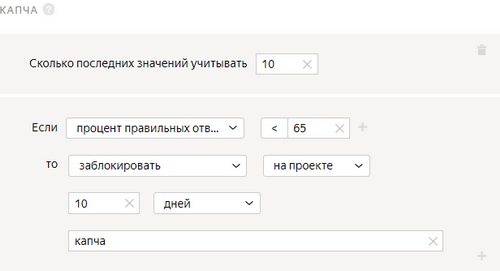 КАПЧА ?
Сколько последних значений учитывать 10
Если процент правильных отв... < 65
то заблокировать на проекте
10 дней
капча